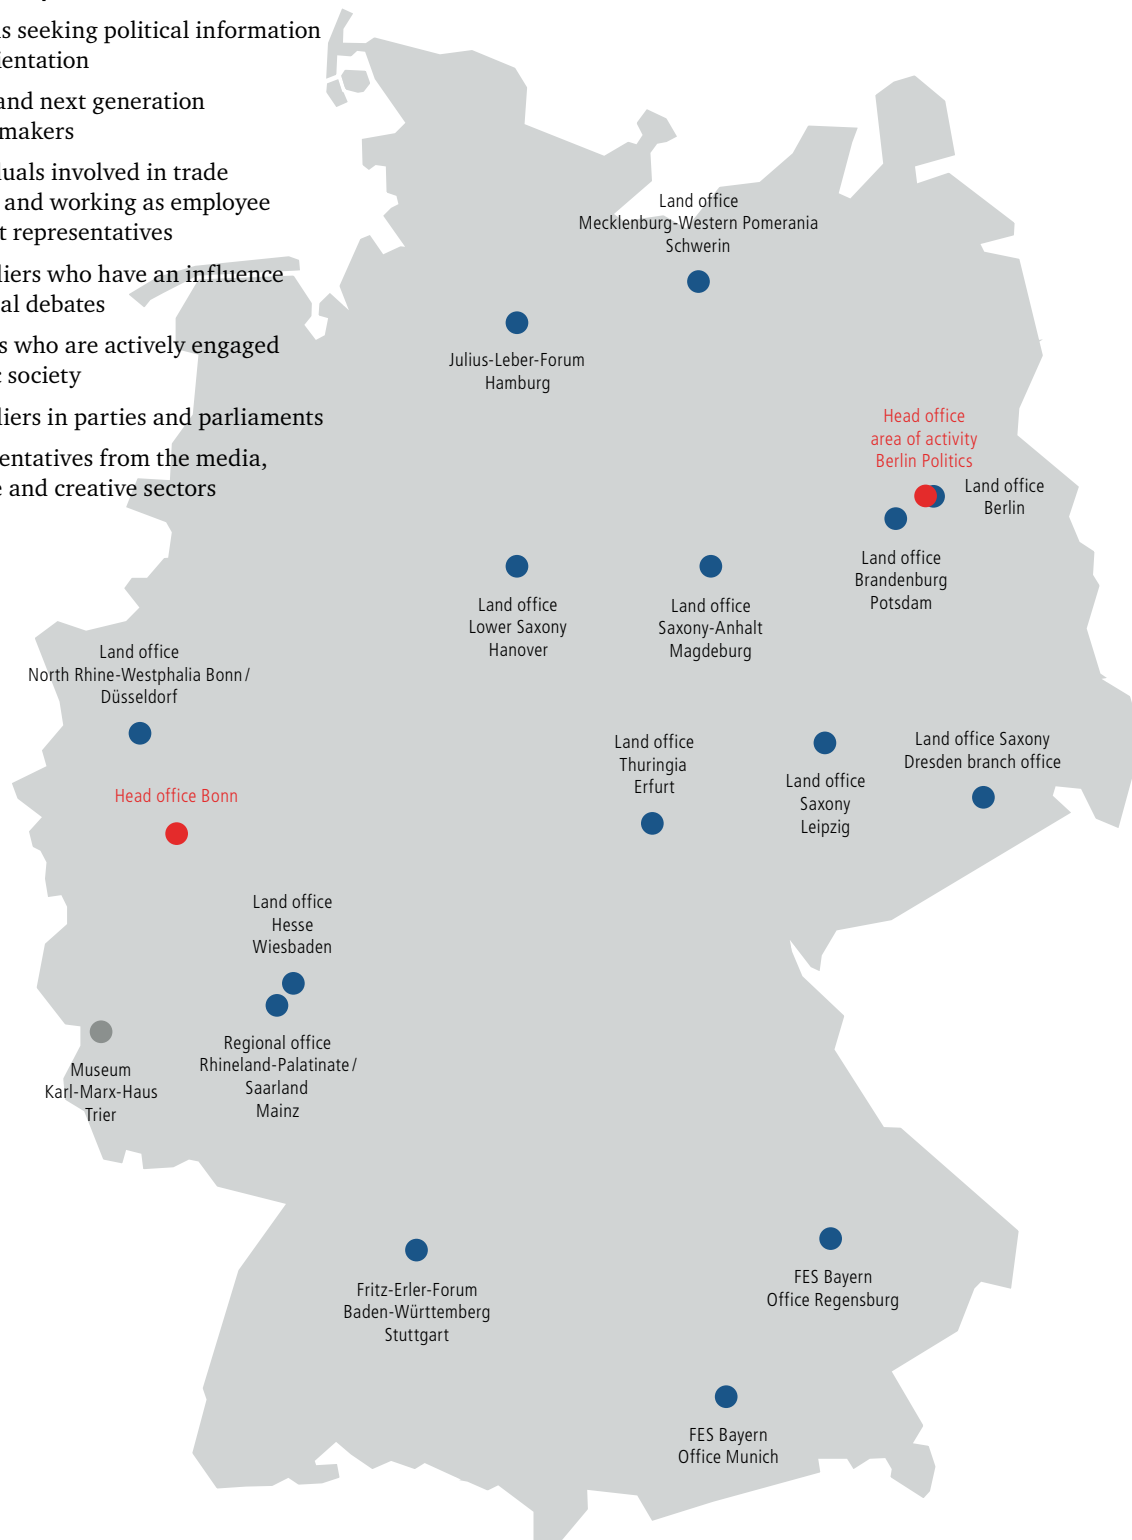 s seeking political information
ientation
and next generation
makers
duals involved in trade
and working as employee
t representatives
liers who have an influence
al debates
s who are actively engaged
c society
liers in parties and parliaments
entatives from the media,
e and creative sectors
Land office
Mecklenburg-Western Pomerania
Schwerin
Julius-Leber-Forum
Hamburg
Head office
area of activity
Berlin Politics
Land office
Berlin
Land office
Brandenburg
Potsdam
Land office
Lower Saxony
Hanover
Land office
Saxony-Anhalt
Magdeburg
Land office
North Rhine-Westphalia Bonn/
Düsseldorf
Head office Bonn
Land office
Thuringia
Erfurt
Land office
Saxony
Leipzig
Land office Saxony
Dresden branch office
Land office
Hesse
Wiesbaden
Regional office
Rhineland-Palatinate/
Saarland
Mainz
Museum
Karl-Marx-Haus
Trier
Fritz-Erler-Forum
Baden-Württemberg
Stuttgart
FES Bayern
Office Regensburg
FES Bayern
Office Munich